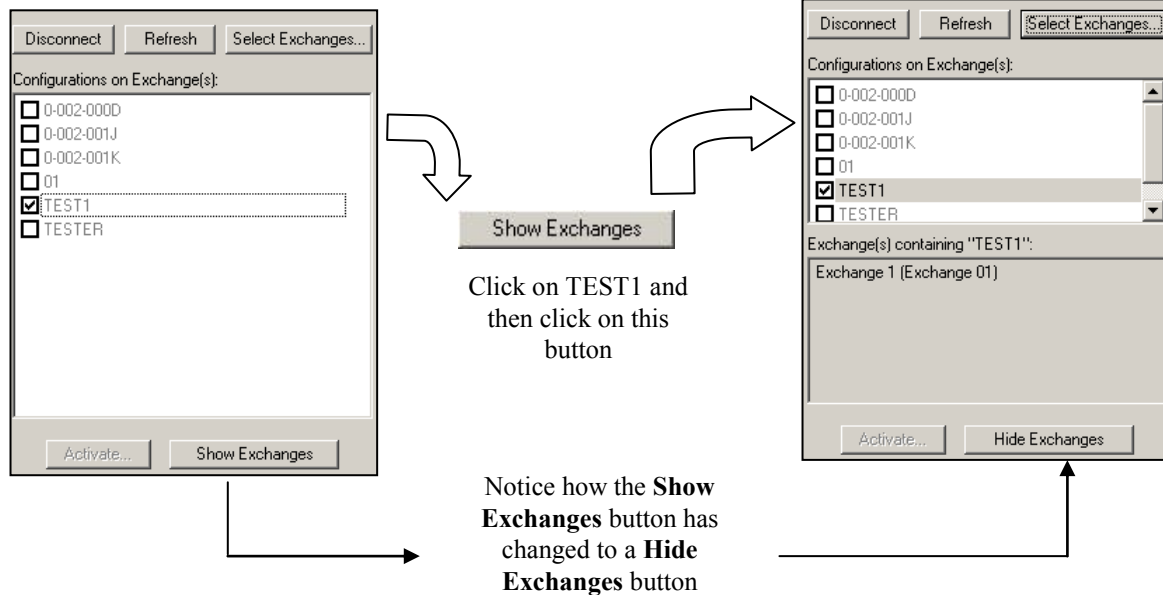 Disconnect Refresh Select Exchanges...
Configurations on Exchange(s):
0-002-000D
0-002-001J
0-002-001K
01
TEST1
TESTER
Activate... Show Exchanges
Show Exchanges
Click on TEST1 and
then click on this
button
Disconnect Refresh Select Exchanges...
Configurations on Exchange(s):
0-002-000D
0-002-001J
0-002-001K
01
TEST1
TESTER
Exchange(s) containing "TEST1":
Exchange 1 (Exchange 01)
Activate... Hide Exchanges
Notice how the Show
Exchanges button has
changed to a Hide
Exchanges button